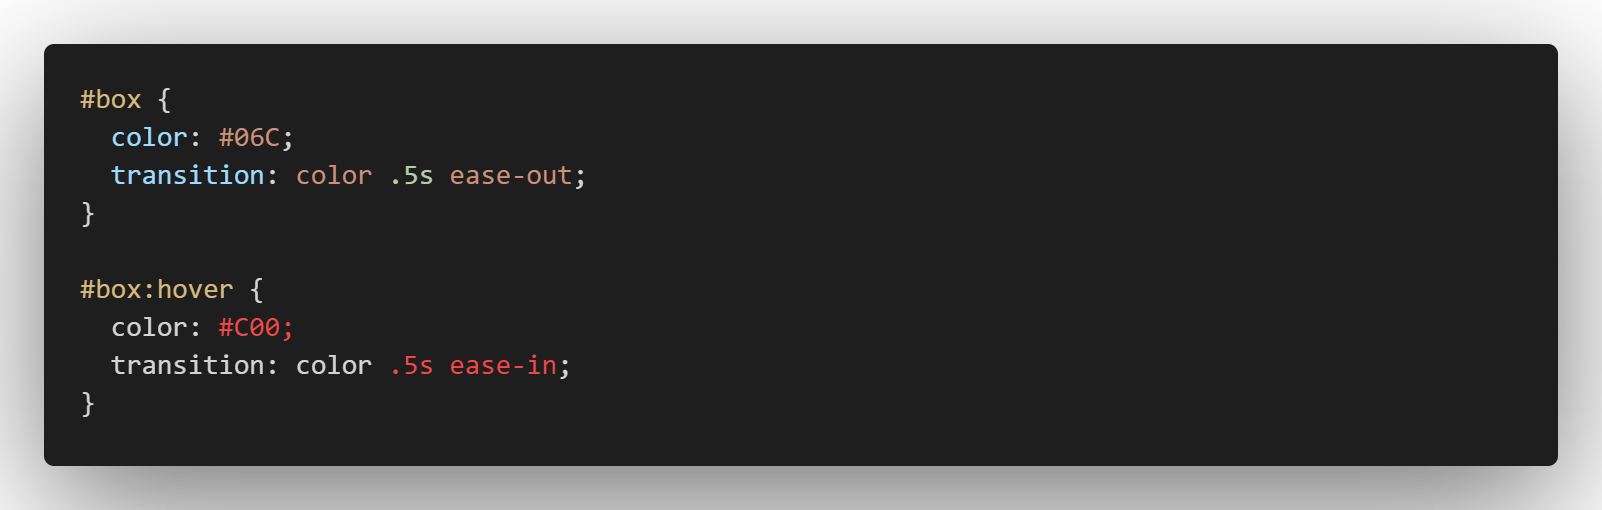 #box {
  color: #06C;
  transition: color .5s ease-out;
}

#box:hover {
  color: #C00;
  transition: color .5s ease-in;
}